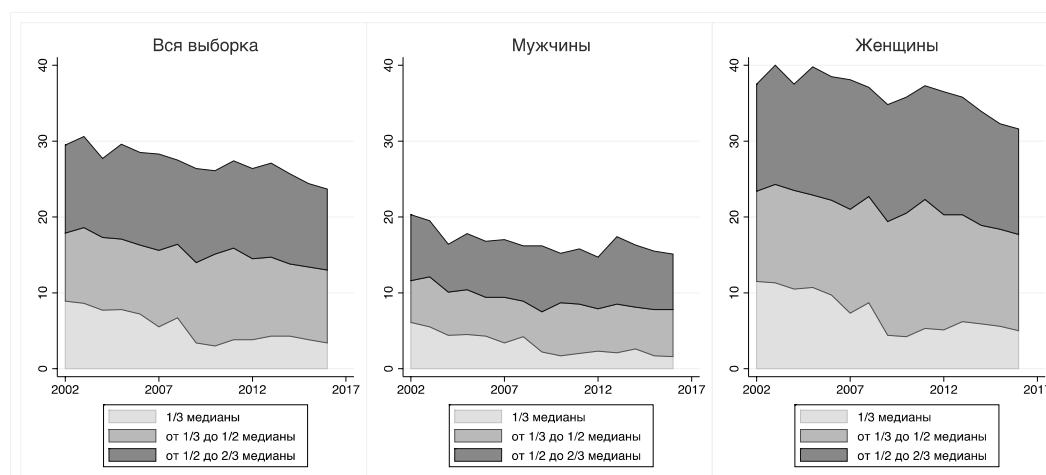 Вся выборка
40
30
20
10
0
2002 2007 2012 2017
1/3 медианы
от 1/3 до 1/2 медианы
от 1/2 до 2/3 медианы
Мужчины
40
30
20
10
0
2002 2007 2012 2017
1/3 медианы
от 1/3 до 1/2 медианы
от 1/2 до 2/3 медианы
Женщины
40
30
20
10
0
2002 2007 2012 2017
1/3 медианы
от 1/3 до 1/2 медианы
от 1/2 до 2/3 медианы